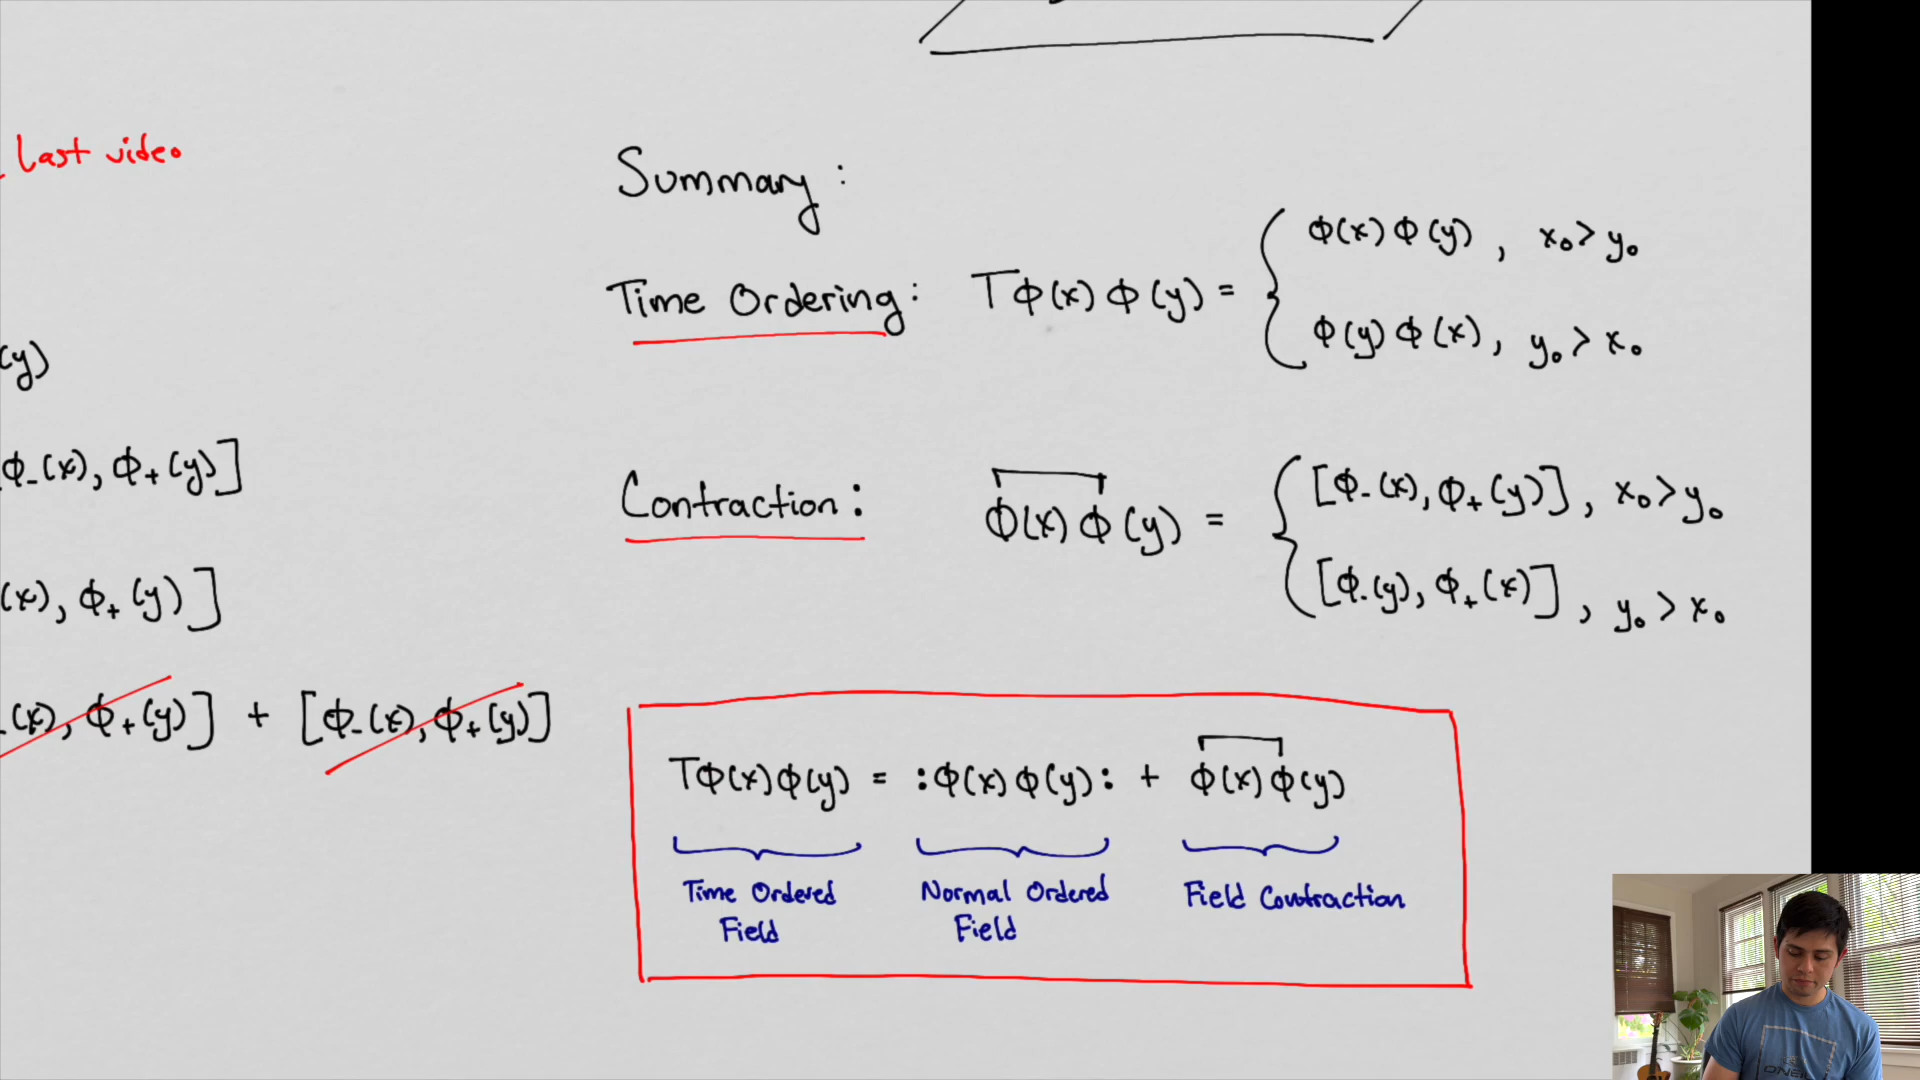 Last video
(y)
ϕ₋(x), ϕ₊(y)]
(x), ϕ₊(y)]
₋(x), ϕ₊(y)] + [ϕ₋(x), ϕ₊(y)]
Summary:
Time Ordering: Tϕ(x)ϕ(y) = { ϕ(x)ϕ(y), x₀ > y₀
ϕ(y)ϕ(x), y₀ > x₀
Contraction: ϕ(x)ϕ(y) = { [ϕ₋(x), ϕ₊(y)], x₀ > y₀
[ϕ₋(y), ϕ₊(x)], y₀ > x₀
Tϕ(x)ϕ(y) = :ϕ(x)ϕ(y): + ϕ(x)ϕ(y)
Time Ordered Field
Normal Ordered Field
Field Contraction